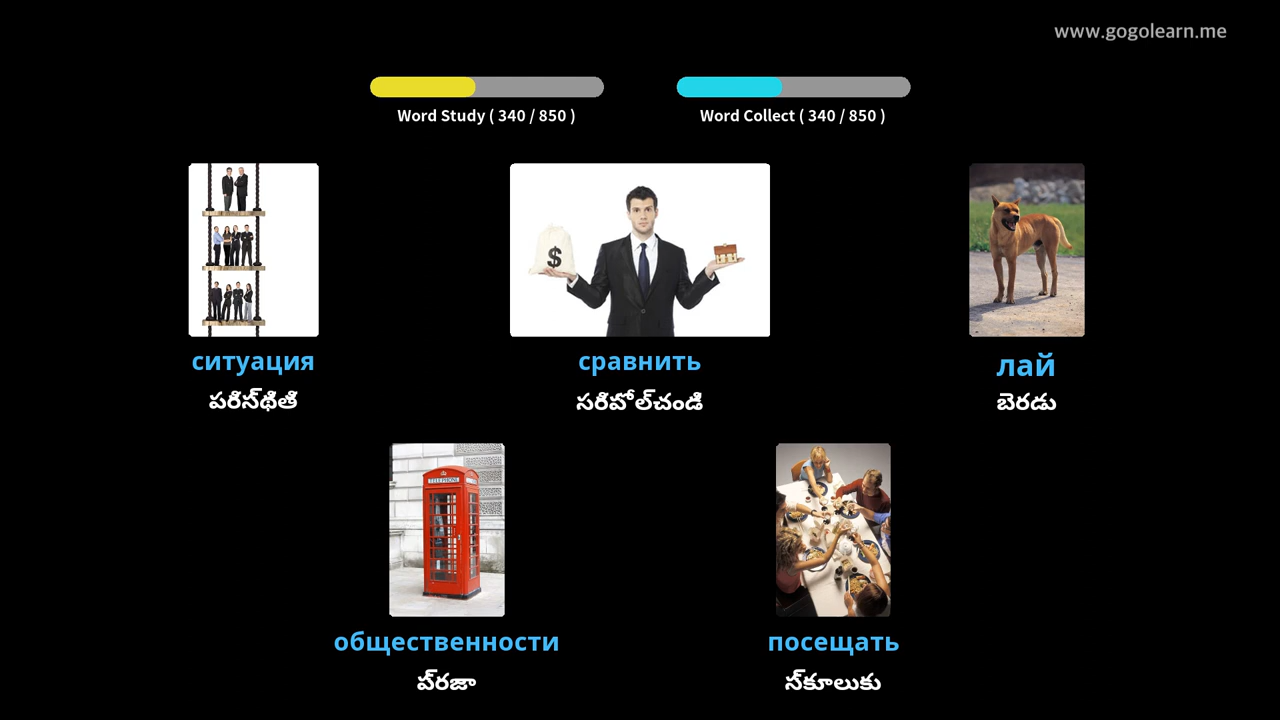 www.gogolearn.me
Word Study ( 340 / 850 )
Word Collect ( 340 / 850 )
ситуация
పరిస్థితి
сравнить
సరిపోల్చండి
лай
బెరడు
TELEPHONE
общественности
ప్రజా
посещать
స్కూలుకు